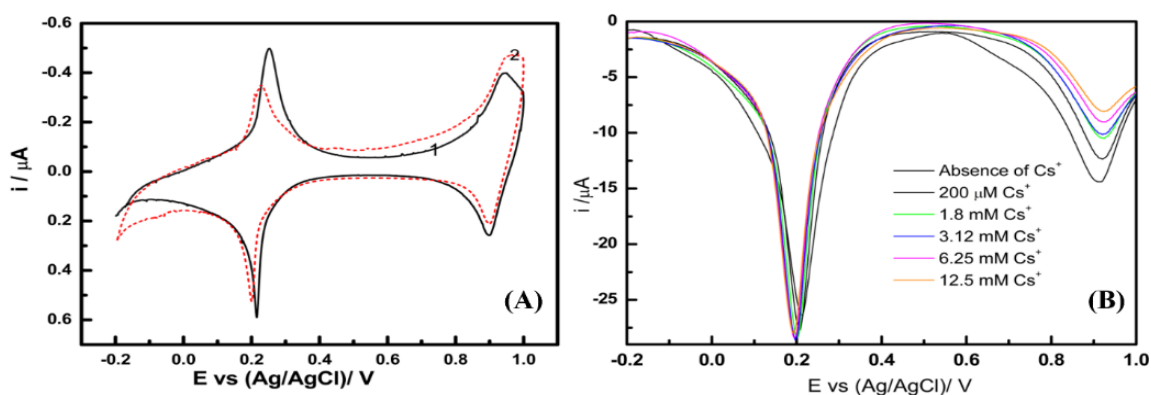 (A)
-0.6
-0.4
-0.2
0.0
0.2
0.4
0.6
i / µA
1
2
-0.2 0.0 0.2 0.4 0.6 0.8 1.0
E vs (Ag/AgCl)/ V
0
-5
-10
-15
-20
-25
i /µA
Absence of Cs⁺
200 µM Cs⁺
1.8 mM Cs⁺
3.12 mM Cs⁺
6.25 mM Cs⁺
12.5 mM Cs⁺
(B)
-0.2 0.0 0.2 0.4 0.6 0.8 1.0
E vs (Ag/AgCl)/ V